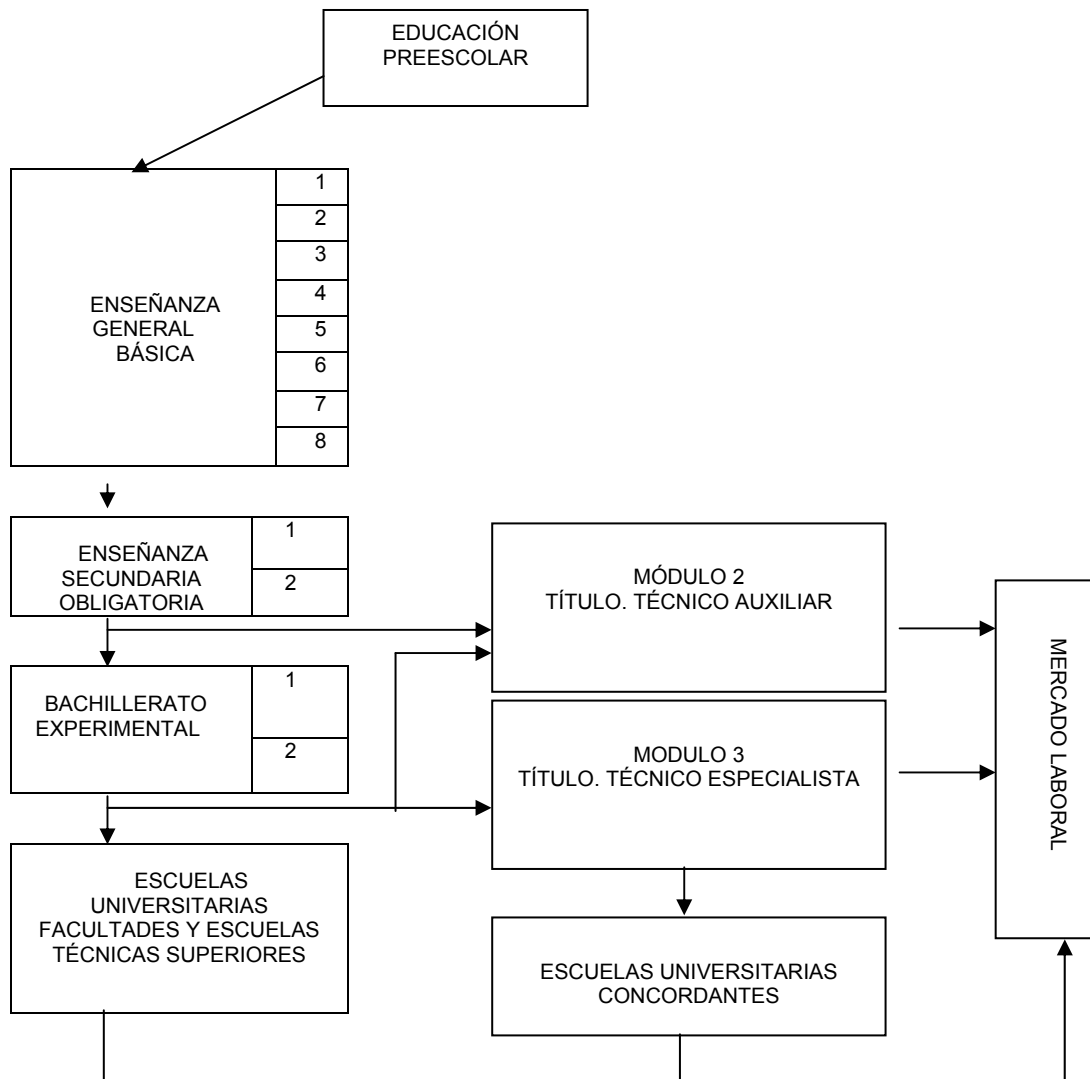 EDUCACIÓN
PREESCOLAR
1
2
3
4
5
6
7
8
ENSEÑANZA
GENERAL
BÁSICA
1
2
ENSEÑANZA
SECUNDARIA
OBLIGATORIA
MÓDULO 2
TÍTULO. TÉCNICO AUXILIAR
MERCADO LABORAL
1
2
BACHILLERATO
EXPERIMENTAL
MODULO 3
TÍTULO. TÉCNICO ESPECIALISTA
ESCUELAS
UNIVERSITARIAS
FACULTADES Y ESCUELAS
TÉCNICAS SUPERIORES
ESCUELAS UNIVERSITARIAS
CONCORDANTES